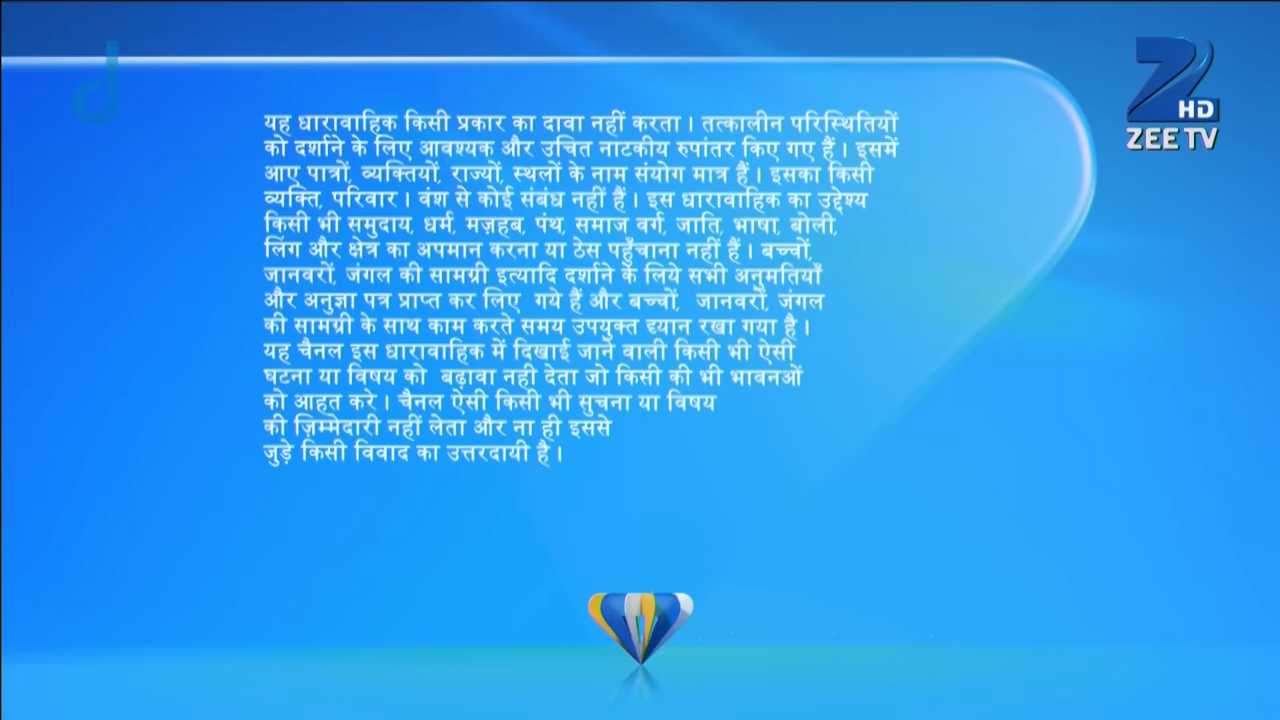 यह धारावाहिक किसी प्रकार का दावा नहीं करता । तत्कालीन परिस्थितियों
को दर्शाने के लिए आवश्यक और उचित नाटकीय रुपांतर किए गए हैं । इसमें
आए पात्रों, व्यक्तियों, राज्यों, स्थलों के नाम संयोग मात्र हैं । इसका किसी
व्यक्ति, परिवार । वंश से कोई संबंध नहीं हैं । इस धारावाहिक का उद्देश्य
किसी भी समुदाय, धर्म, मज़हब, पंथ, समाज वर्ग, जाति, भाषा, बोली,
लिंग और क्षेत्र का अपमान करना या ठेस पहुँचाना नहीं हैं । बच्चों,
जानवरों, जंगल की सामग्री इत्यादि दर्शाने के लिये सभी अनुमतियाँ
और अनुज्ञा पत्र प्राप्त कर लिए गये हैं और बच्चों, जानवरों, जंगल
की सामग्री के साथ काम करते समय उपयुक्त ध्यान रखा गया है ।
यह चैनल इस धारावाहिक में दिखाई जाने वाली किसी भी ऐसी
घटना या विषय को बढ़ावा नही देता जो किसी की भी भावनओं
को आहत करे । चैनल ऐसी किसी भी सुचना या विषय
की ज़िम्मेदारी नहीं लेता और ना ही इससे
जुड़े किसी विवाद का उत्तरदायी है ।
HD
ZEE TV